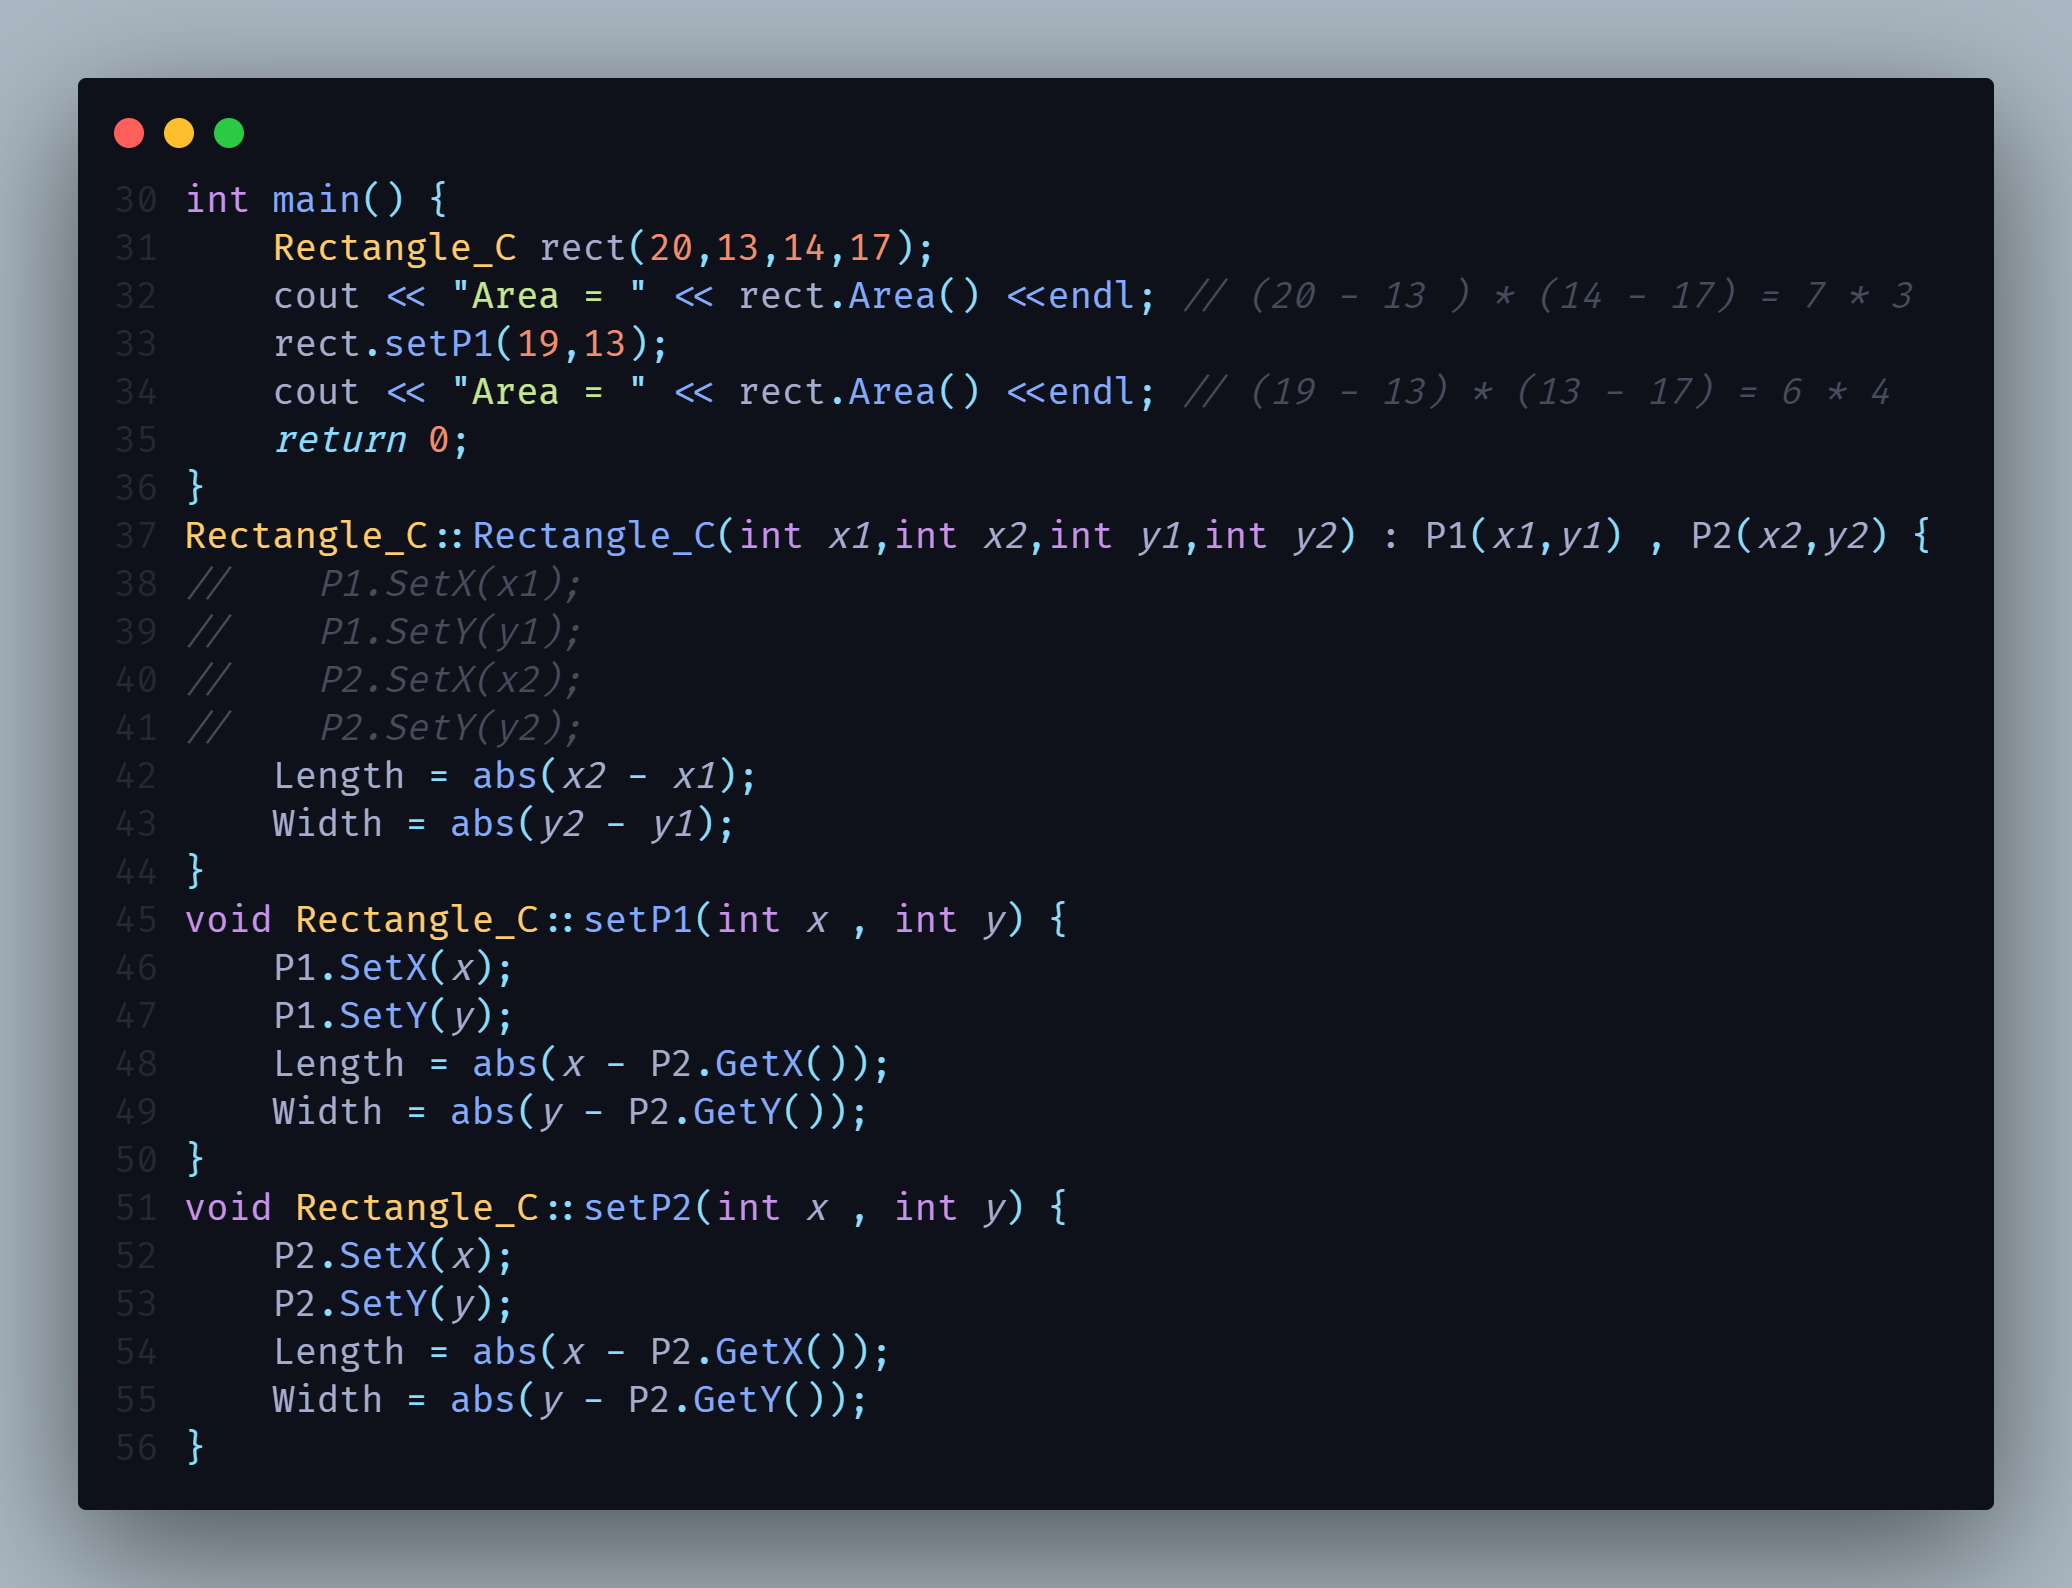 30 int main() {
31     Rectangle_C rect(20,13,14,17);
32     cout << "Area = " << rect.Area() <<endl; // (20 - 13 ) * (14 - 17) = 7 * 3
33     rect.setP1(19,13);
34     cout << "Area = " << rect.Area() <<endl; // (19 - 13) * (13 - 17) = 6 * 4
35     return 0;
36 }
37 Rectangle_C::Rectangle_C(int x1,int x2,int y1,int y2) : P1(x1,y1) , P2(x2,y2) {
38 //    P1.SetX(x1);
39 //    P1.SetY(y1);
40 //    P2.SetX(x2);
41 //    P2.SetY(y2);
42     Length = abs(x2 - x1);
43     Width = abs(y2 - y1);
44 }
45 void Rectangle_C::setP1(int x , int y) {
46     P1.SetX(x);
47     P1.SetY(y);
48     Length = abs(x - P2.GetX());
49     Width = abs(y - P2.GetY());
50 }
51 void Rectangle_C::setP2(int x , int y) {
52     P2.SetX(x);
53     P2.SetY(y);
54     Length = abs(x - P2.GetX());
55     Width = abs(y - P2.GetY());
56 }